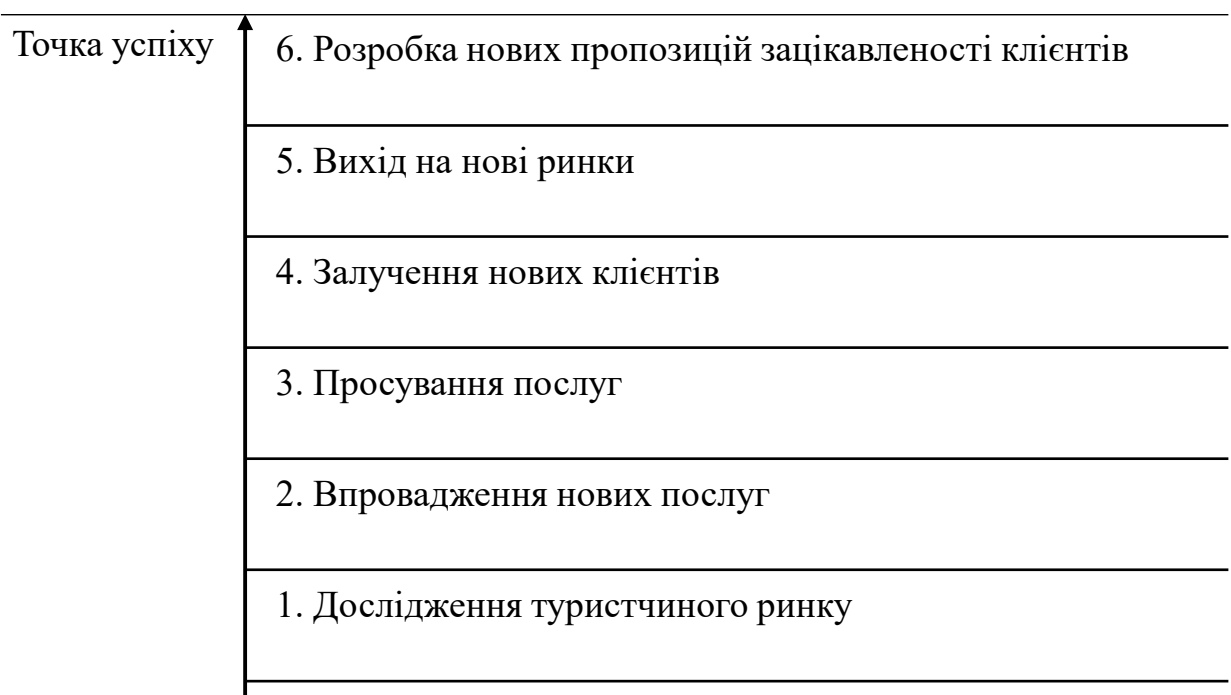 Точка успіху
6. Розробка нових пропозицій зацікавленості клієнтів
5. Вихід на нові ринки
4. Залучення нових клієнтів
3. Просування послуг
2. Впровадження нових послуг
1. Дослідження туристчиного ринку